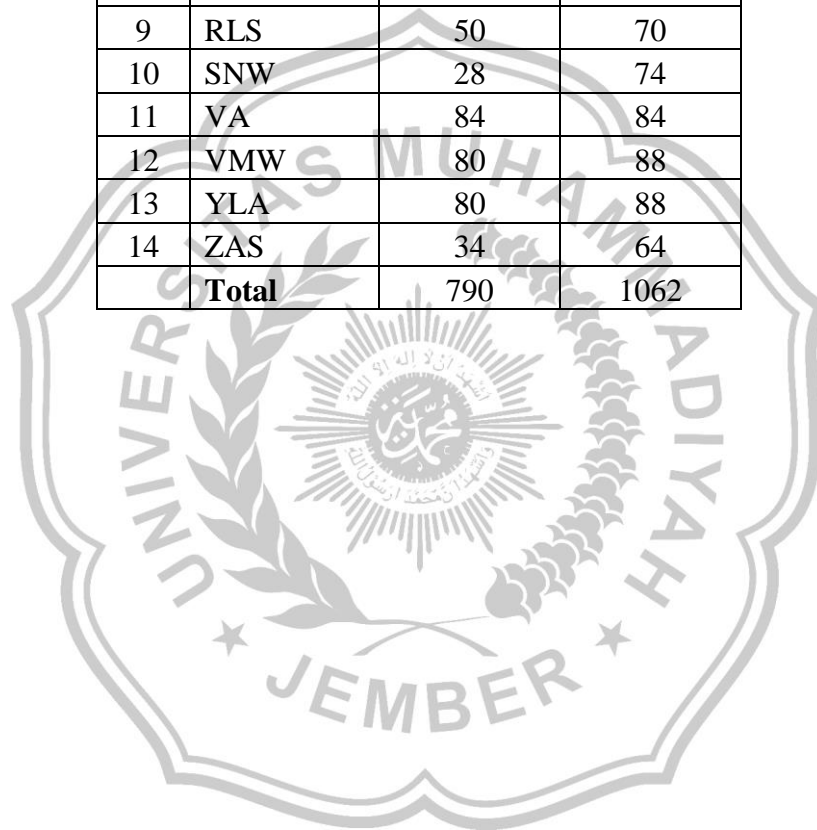 9 RLS 50 70
10 SNW 28 74
11 VA 84 84
12 VMW 80 88
13 YLA 80 88
14 ZAS 34 64
Total 790 1062
UNIVERSITAS MUHAMMADIYAH
JEMBER